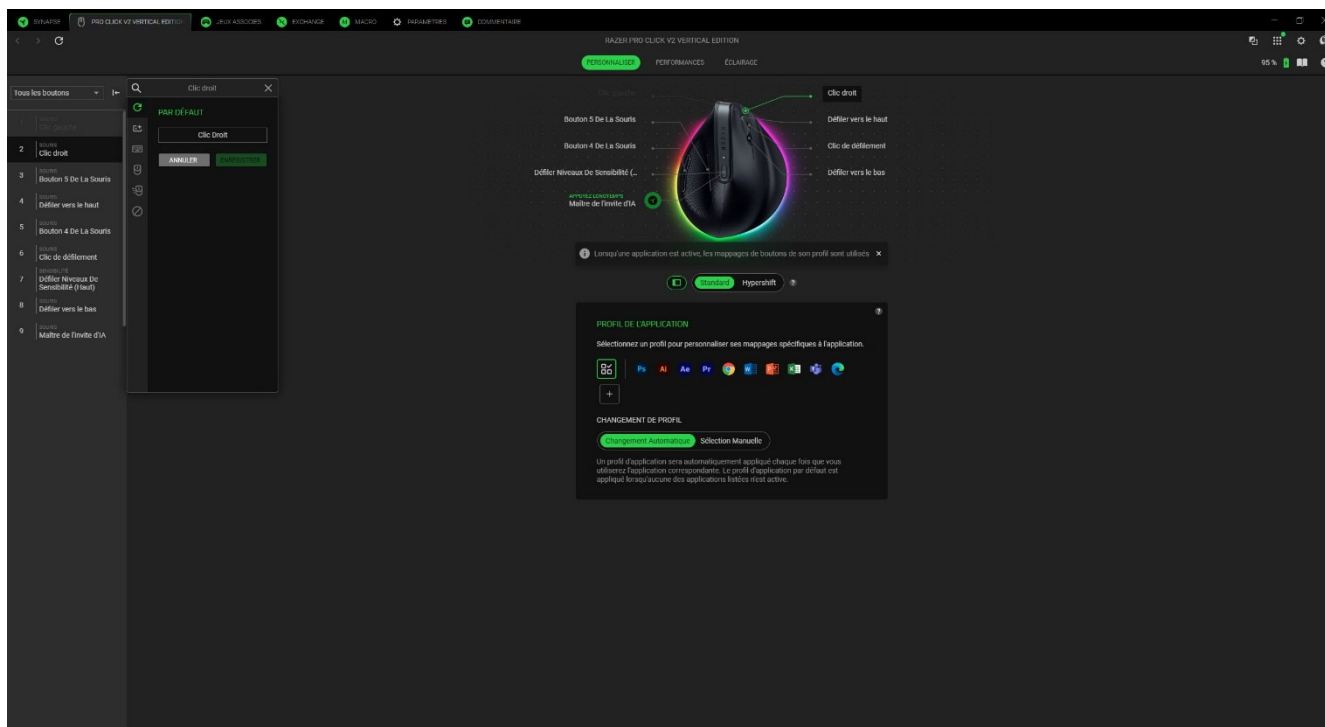 SYNAPSE
PRO CLICK V2 VERTICAL EDITION
JEUX ASSOCIÉS
EXCHANGE
MACRO
PARAMÈTRES
COMMENTAIRE
RAZER PRO CLICK V2 VERTICAL EDITION
PERSONNALISER
PERFORMANCES
ÉCLAIRAGE
95 %
Tous les boutons
1
SOURIS
Clic gauche
2
SOURIS
Clic droit
3
SOURIS
Bouton 5 De La Souris
4
SOURIS
Défiler vers le haut
5
SOURIS
Bouton 4 De La Souris
6
SOURIS
Clic de défilement
7
SENSIBILITÉ
Défiler Niveaux De
Sensibilité (Haut)
8
SOURIS
Défiler vers le bas
9
SOURIS
Maître de l'invite d'IA
Clic droit
PAR DÉFAUT
Clic Droit
ANNULER
ENREGISTRER
Clic gauche
Bouton 5 De La Souris
Bouton 4 De La Souris
Défiler Niveaux De Sensibilité (...
APPUYEZ LONGTEMPS
Maître de l'invite d'IA
Clic droit
Défiler vers le haut
Clic de défilement
Défiler vers le bas
RAZER
Lorsqu'une application est active, les mappages de boutons de son profil sont utilisés
Standard
Hypershift
PROFIL DE L'APPLICATION
Sélectionnez un profil pour personnaliser ses mappages spécifiques à l'application.
Ps
Ai
Ae
Pr
CHANGEMENT DE PROFIL
Changement Automatique
Sélection Manuelle
Un profil d'application sera automatiquement appliqué chaque fois que vous
utiliserez l'application correspondante. Le profil d'application par défaut est
appliqué lorsqu'aucune des applications listées n'est active.